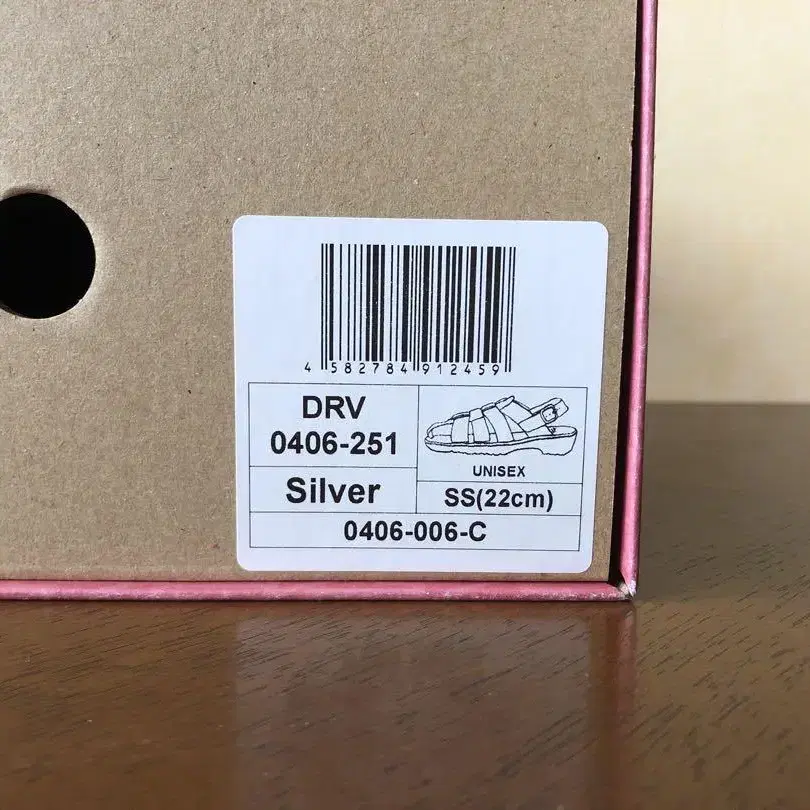 4 582784 912459
DRV
0406-251
UNISEX
Silver
SS(22cm)
0406-006-C